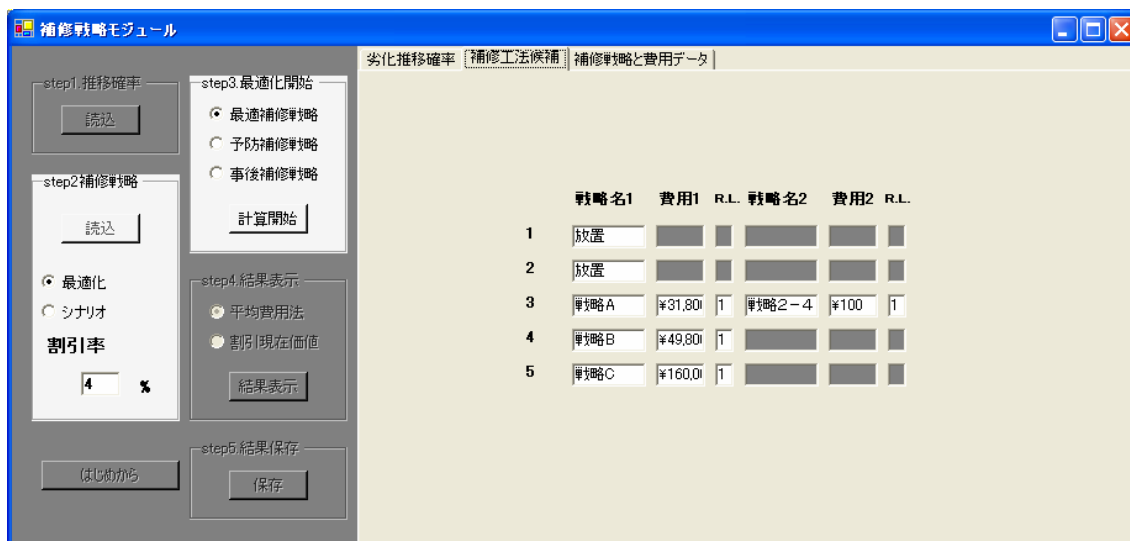 補修戦略モジュール
劣化推移確率 補修工法候補 補修戦略と費用データ
step1.推移確率
読込
step2補修戦略
読込
最適化
シナリオ
割引率
4 %
はじめから
step3.最適化開始
最適補修戦略
予防補修戦略
事後補修戦略
計算開始
step4.結果表示
平均費用法
割引現在価値
結果表示
step5.結果保存
保存
戦略名1 費用1 R.L. 戦略名2 費用2 R.L.
1 放置
2 放置
3 戦略A ¥31,80 1 戦略2-4 ¥100 1
4 戦略B ¥49,80 1
5 戦略C ¥160,0 1